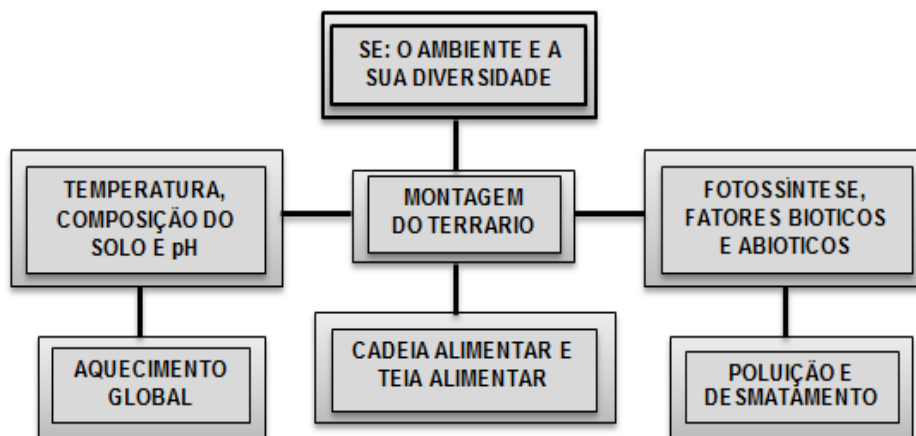 SE: O AMBIENTE E A
SUA DIVERSIDADE
TEMPERATURA,
COMPOSIÇÃO DO
SOLO E pH
MONTAGEM
DO TERRARIO
FOTOSSÍNTESE,
FATORES BIOTICOS
E ABIOTICOS
AQUECIMENTO
GLOBAL
CADEIA ALIMENTAR E
TEIA ALIMENTAR
POLUIÇÃO E
DESMATAMENTO